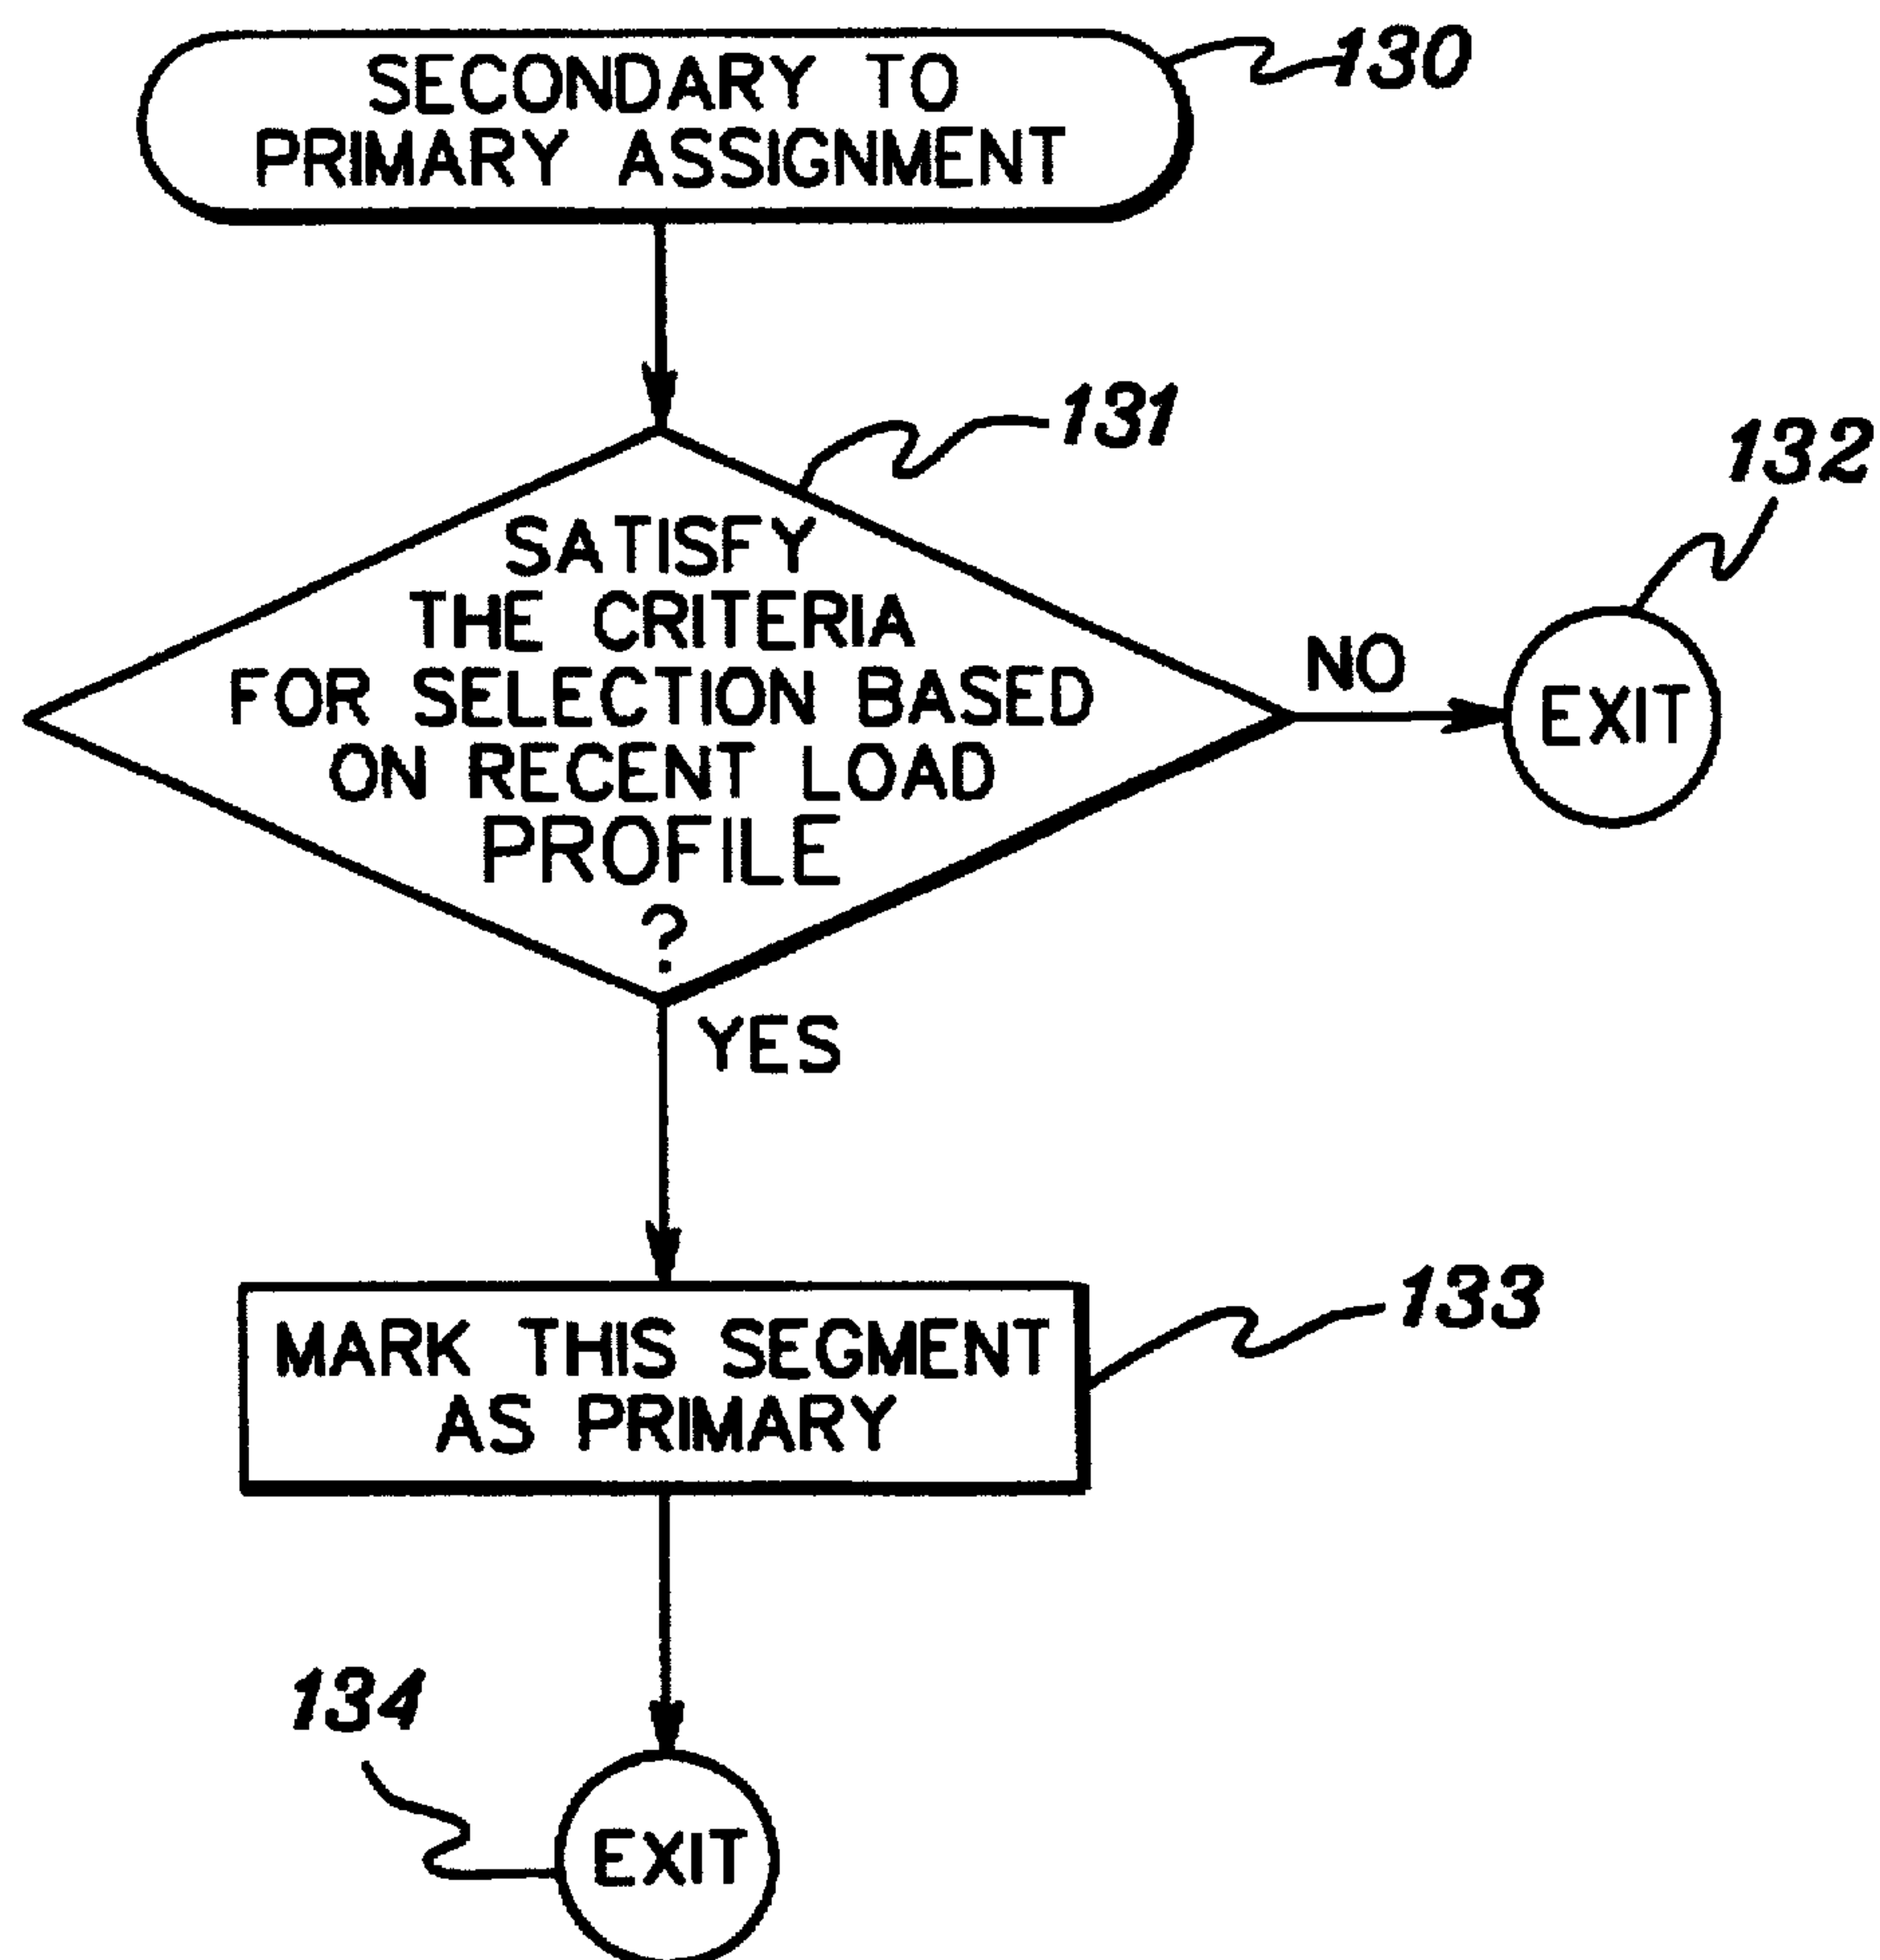 SECONDARY TO
PRIMARY ASSIGNMENT
130
131
SATISFY
THE CRITERIA
FOR SELECTION BASED
ON RECENT LOAD
PROFILE
?
132
NO
EXIT
YES
MARK THIS SEGMENT
AS PRIMARY
133
134
EXIT